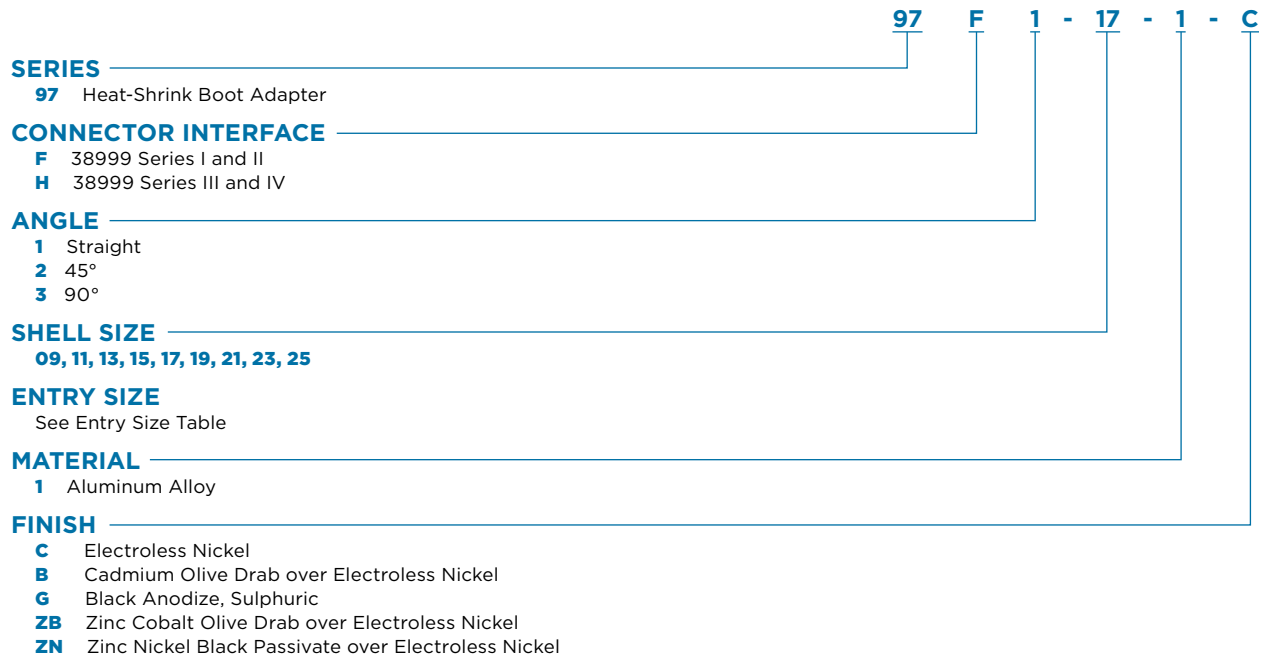 97 F 1 - 17 - 1 - C
SERIES
97 Heat-Shrink Boot Adapter
CONNECTOR INTERFACE
F 38999 Series I and II
H 38999 Series III and IV
ANGLE
1 Straight
2 45°
3 90°
SHELL SIZE
09, 11, 13, 15, 17, 19, 21, 23, 25
ENTRY SIZE
See Entry Size Table
MATERIAL
1 Aluminum Alloy
FINISH
C Electroless Nickel
B Cadmium Olive Drab over Electroless Nickel
G Black Anodize, Sulphuric
ZB Zinc Cobalt Olive Drab over Electroless Nickel
ZN Zinc Nickel Black Passivate over Electroless Nickel